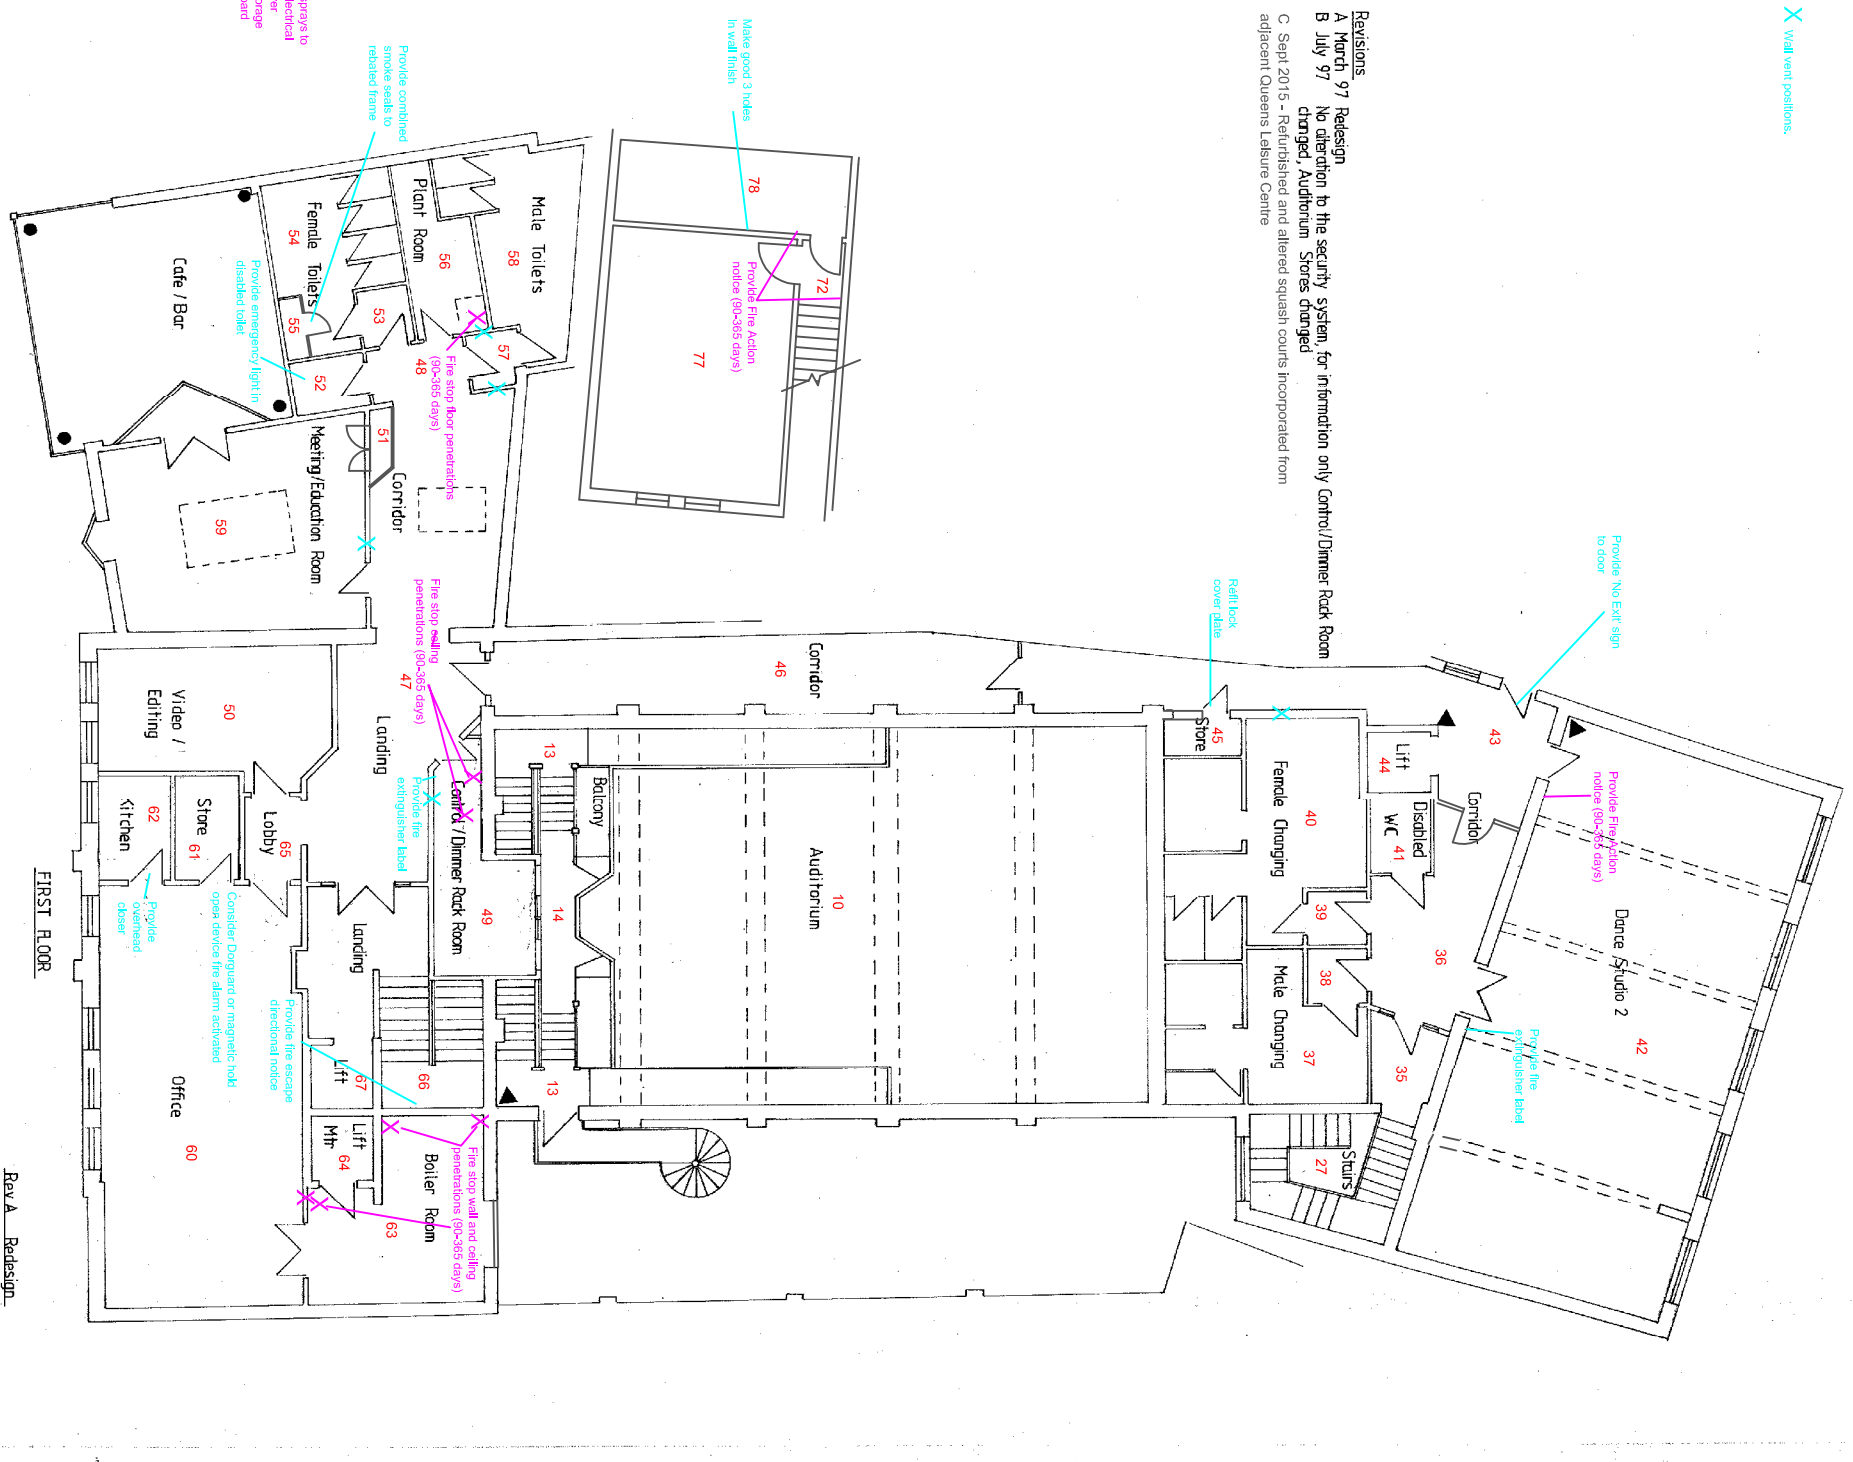 X Wall vent positions.
Revisions
A March 97 Redesign
B July 97 No alteration to the security system, for information only Control/Dimmer Rack Room
changed, Auditorium Stores changed
C Sept 2015 - Refurbished and altered squash courts incorporated from
adjacent Queens Leisure Centre
sprays to
electrical
Provide combined
smoke seals to
rebated frame
Make good 3 holes
in wall finish
78
72
Provide Fire Action
notice (90-365 days)
77
Male Toilets
58
Plant Room
56
Female Toilets
54
55
53
57
52
48
51
Cafe / Bar
Provide emergency light in
disabled toilet
Fire stop floor penetrations
(90-365 days)
Corridor
Meeting/Education Room
59
Provide 'No Exit' sign
to door
Refit lock
cover plate
Fire stop ceiling
penetrations (90-365 days)
47
Corridor
46
Store
45
43
Lift
44
Corridor
Provide Fire Action
notice (90-365 days)
Dance Studio 2
42
Disabled
WC
41
Female Changing
40
39
36
38
Male Changing
37
35
Provide fire
extinguisher label
Stairs
27
Auditorium
10
Balcony
13
14
13
Control / Dimmer Rack Room
49
Provide fire
extinguisher label
Landing
Video /
Editing
50
Lobby
65
Store
61
Kitchen
62
Provide
overhead
closer
Consider Dorguard or magnetic hold
open device fire alarm activated
Landing
Provide fire escape
directional notice
Lift
67
66
Lift
Mtr
64
Boiler Room
63
Fire stop wall and ceiling
penetrations (90-365 days)
Office
60
FIRST FLOOR
Rev A Redesign